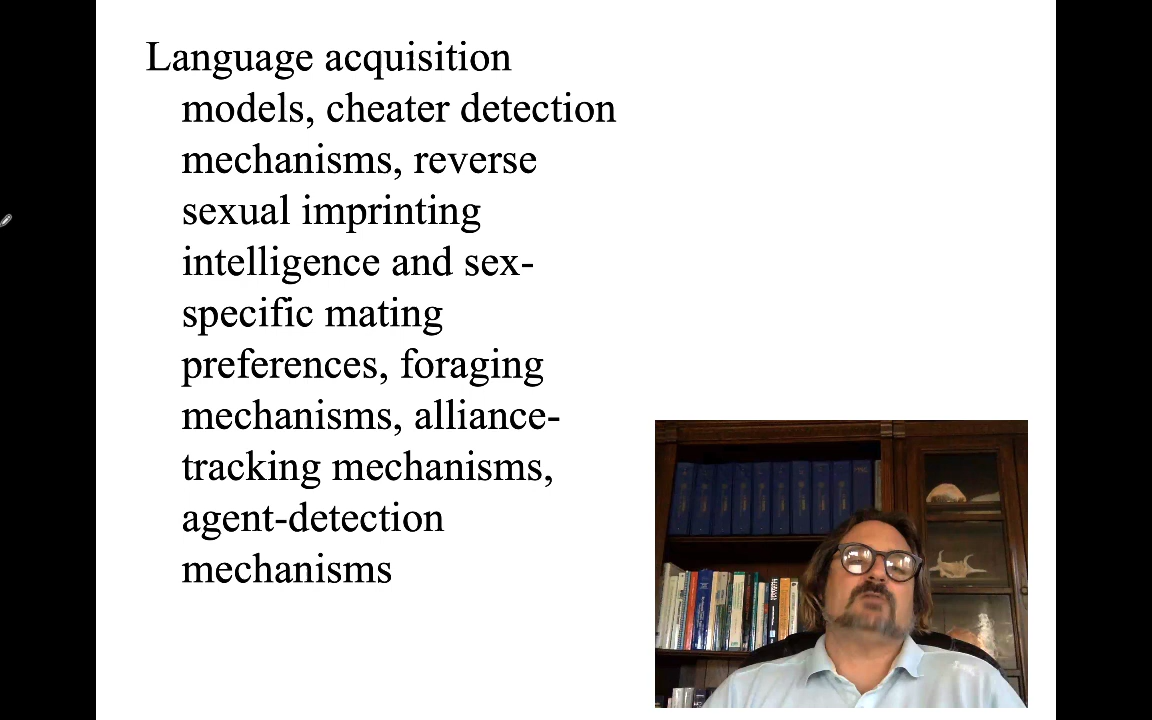 Language acquisition
models, cheater detection
mechanisms, reverse
sexual imprinting
intelligence and sex-
specific mating
preferences, foraging
mechanisms, alliance-
tracking mechanisms,
agent-detection
mechanisms